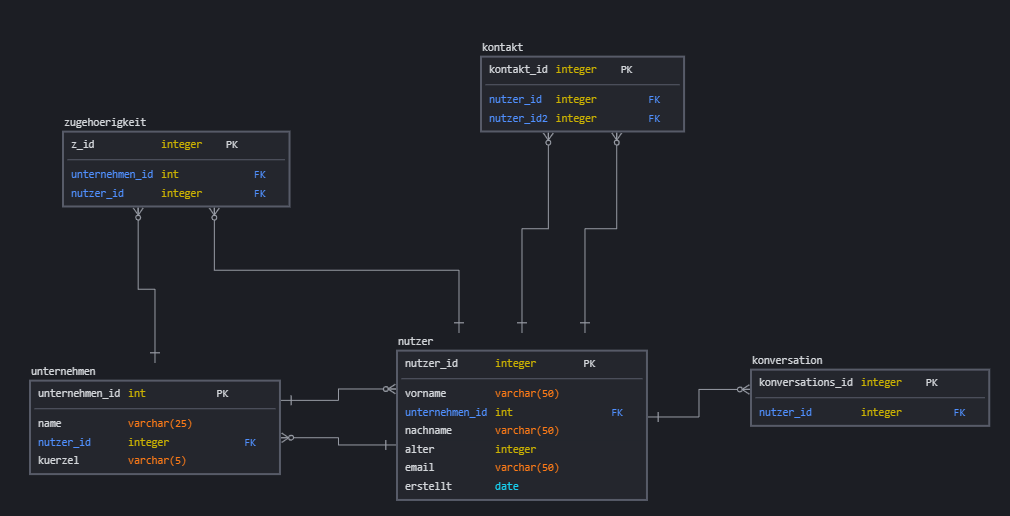 kontakt
kontakt_id integer PK
nutzer_id integer FK
nutzer_id2 integer FK
zugehoerigkeit
z_id integer PK
unternehmen_id int FK
nutzer_id integer FK
nutzer
nutzer_id integer PK
vorname varchar(50)
unternehmen_id int FK
nachname varchar(50)
alter integer
email varchar(50)
erstellt date
konversation
konversations_id integer PK
nutzer_id integer FK
unternehmen
unternehmen_id int PK
name varchar(25)
nutzer_id integer FK
kuerzel varchar(5)